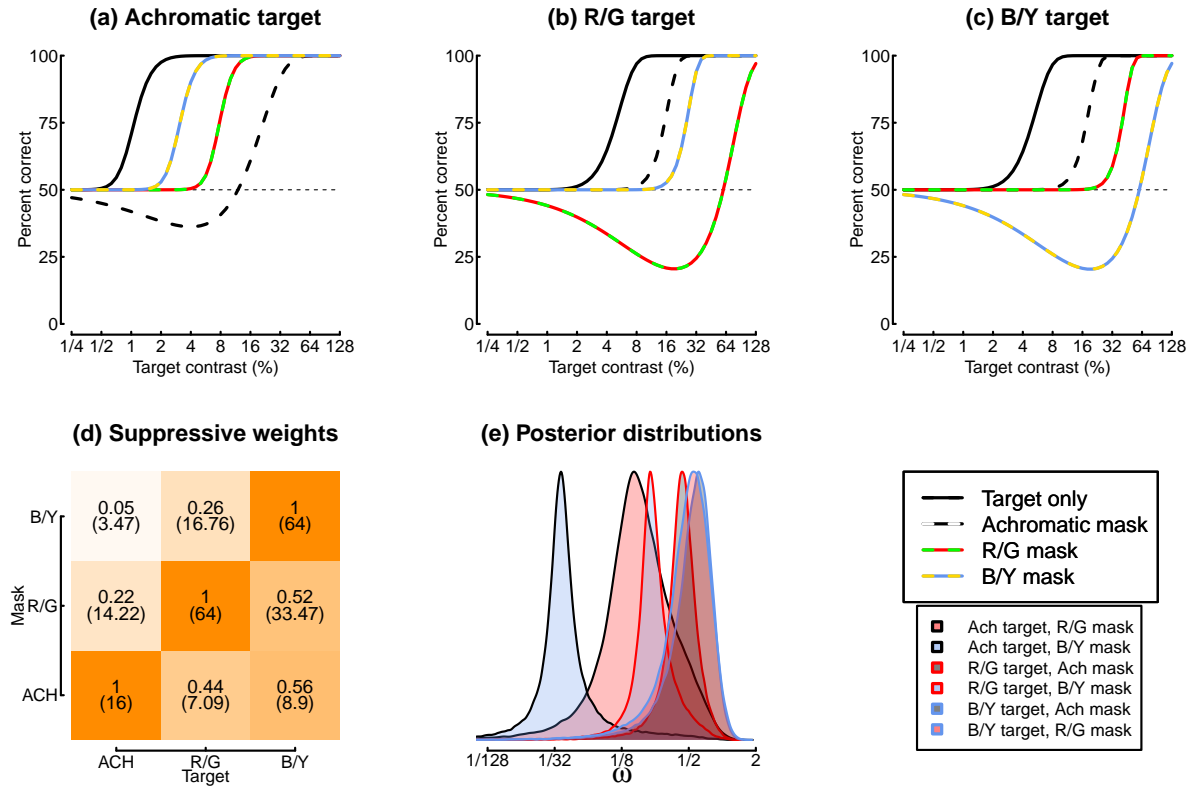 (a) Achromatic target
(b) R/G target
(c) B/Y target
100
75
50
25
0
Percent correct
1/4 1/2 1 2 4 8 16 32 64 128
Target contrast (%)
100
75
50
25
0
Percent correct
1/4 1/2 1 2 4 8 16 32 64 128
Target contrast (%)
100
75
50
25
0
Percent correct
1/4 1/2 1 2 4 8 16 32 64 128
Target contrast (%)
(d) Suppressive weights
B/Y
R/G
ACH
Mask
0.05 0.26 1
(3.47) (16.76) (64)
0.22 1 0.52
(14.22) (64) (33.47)
1 0.44 0.56
(16) (7.09) (8.9)
ACH R/G B/Y
Target
(e) Posterior distributions
1/128 1/32 1/8 1/2 2
ω
Target only
Achromatic mask
R/G mask
B/Y mask
Ach target, R/G mask
Ach target, B/Y mask
R/G target, Ach mask
R/G target, B/Y mask
B/Y target, Ach mask
B/Y target, R/G mask